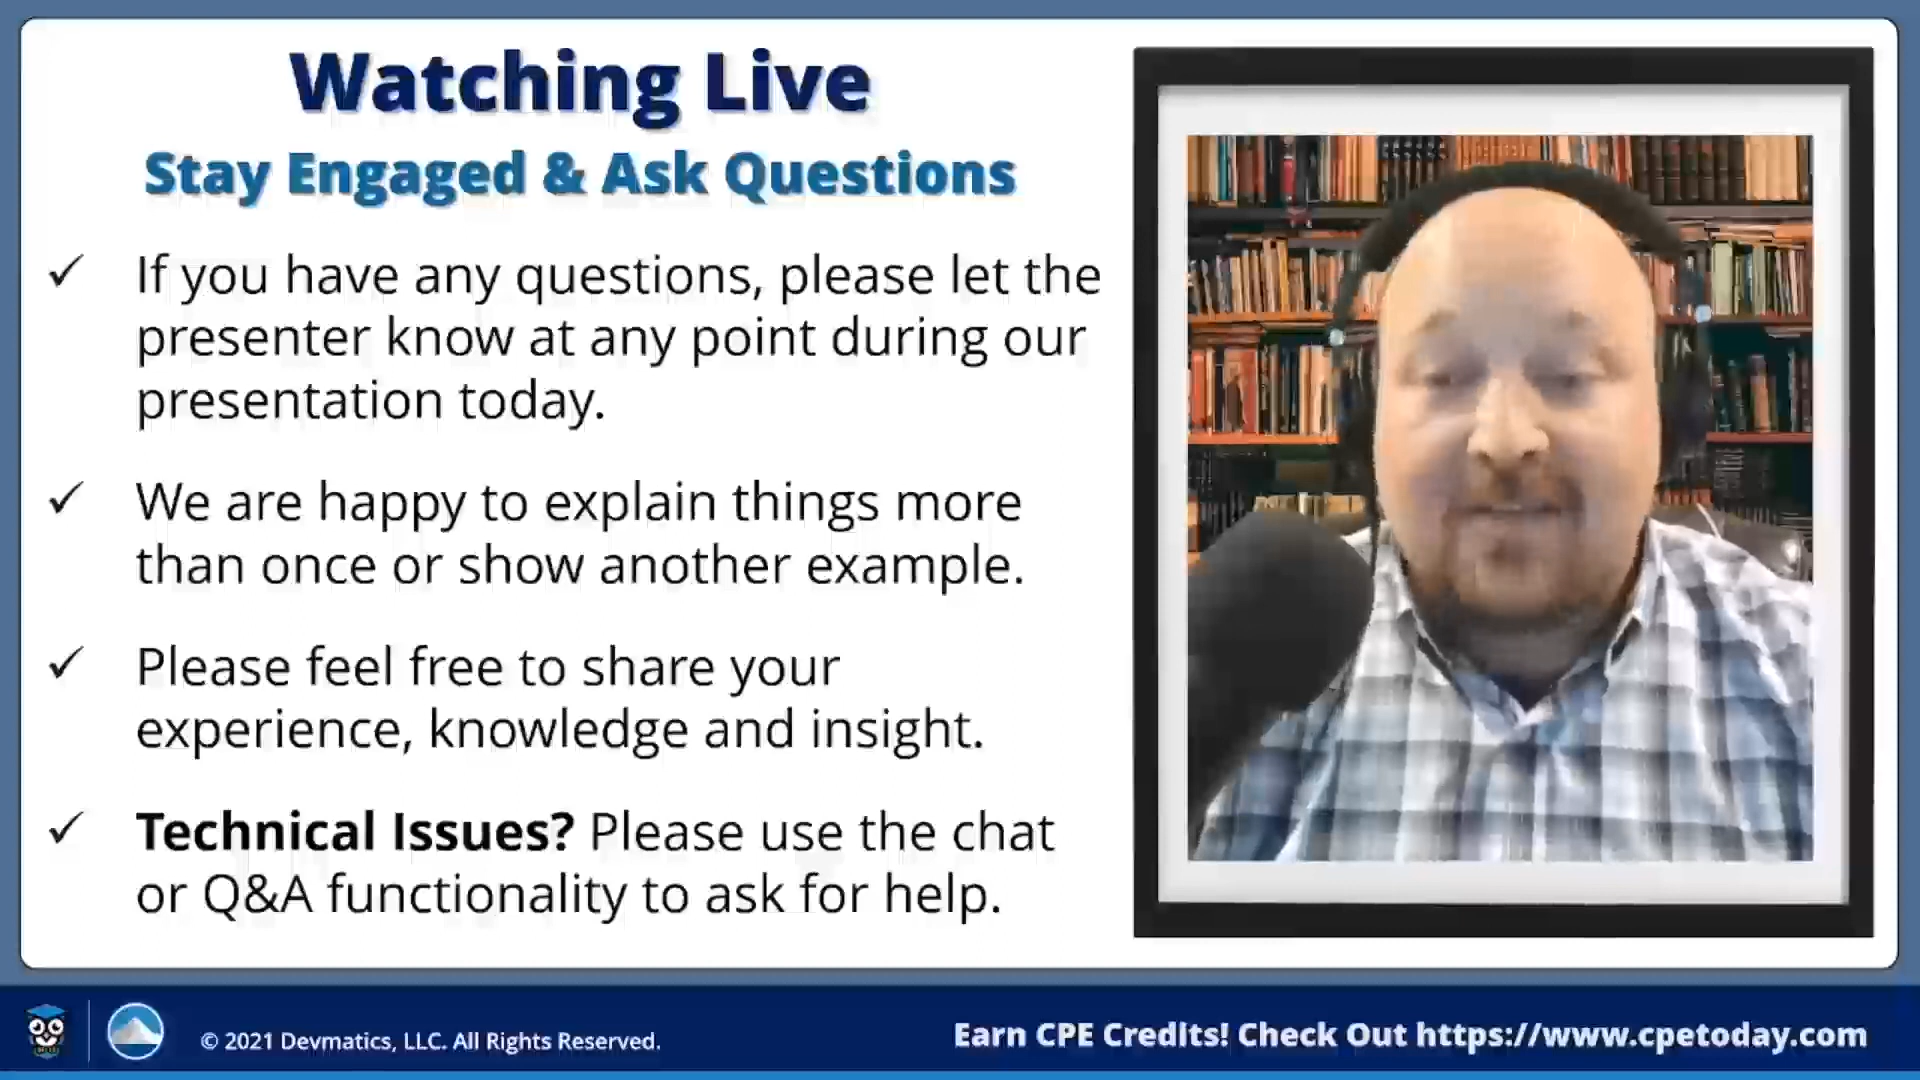 Watching Live
Stay Engaged & Ask Questions
✓ If you have any questions, please let the
presenter know at any point during our
presentation today.
✓ We are happy to explain things more
than once or show another example.
✓ Please feel free to share your
experience, knowledge and insight.
✓ Technical Issues? Please use the chat
or Q&A functionality to ask for help.
© 2021 Devmatics, LLC. All Rights Reserved.
Earn CPE Credits! Check Out https://www.cpetoday.com